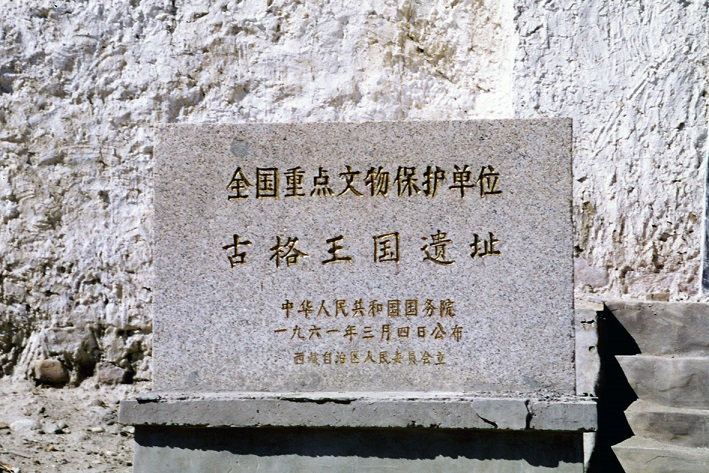 全国重点文物保护单位
古格王国遗址
中华人民共和国国务院
一九六一年三月四日公布
西藏自治区人民委员会立